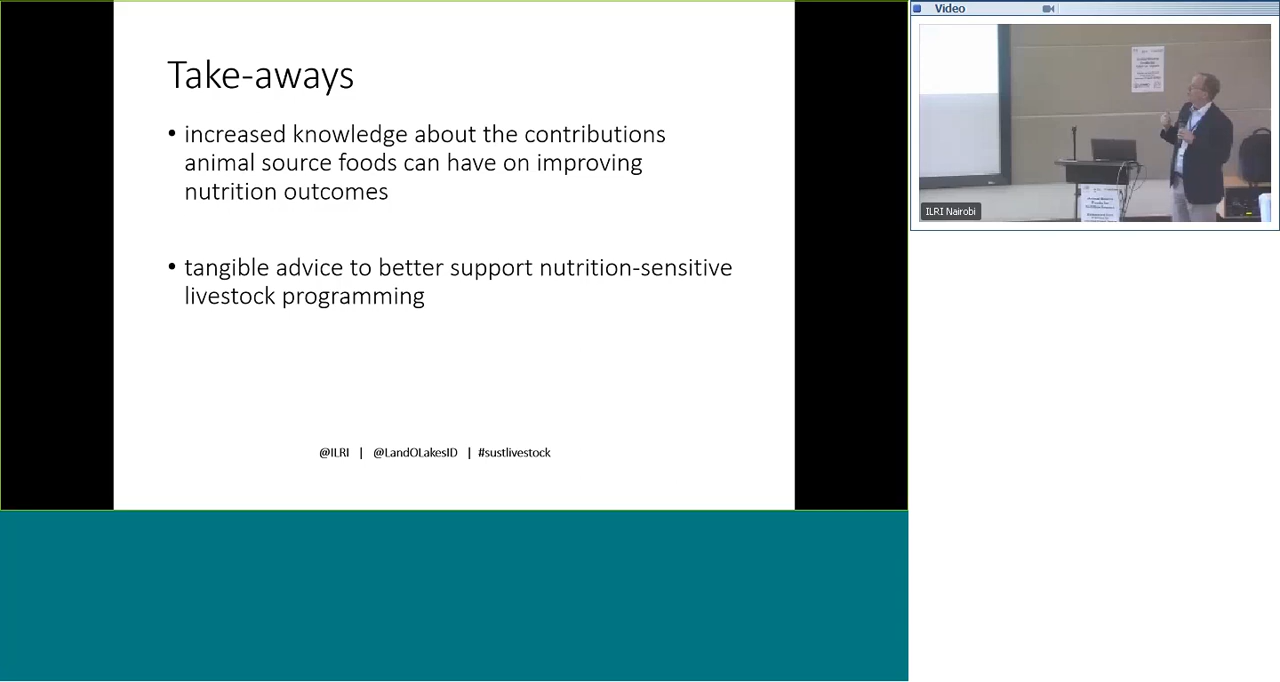 Take-aways
• increased knowledge about the contributions
animal source foods can have on improving
nutrition outcomes
• tangible advice to better support nutrition-sensitive
livestock programming
@ILRI | @LandOLakesID | #sustlivestock
Video
ILRI Nairobi